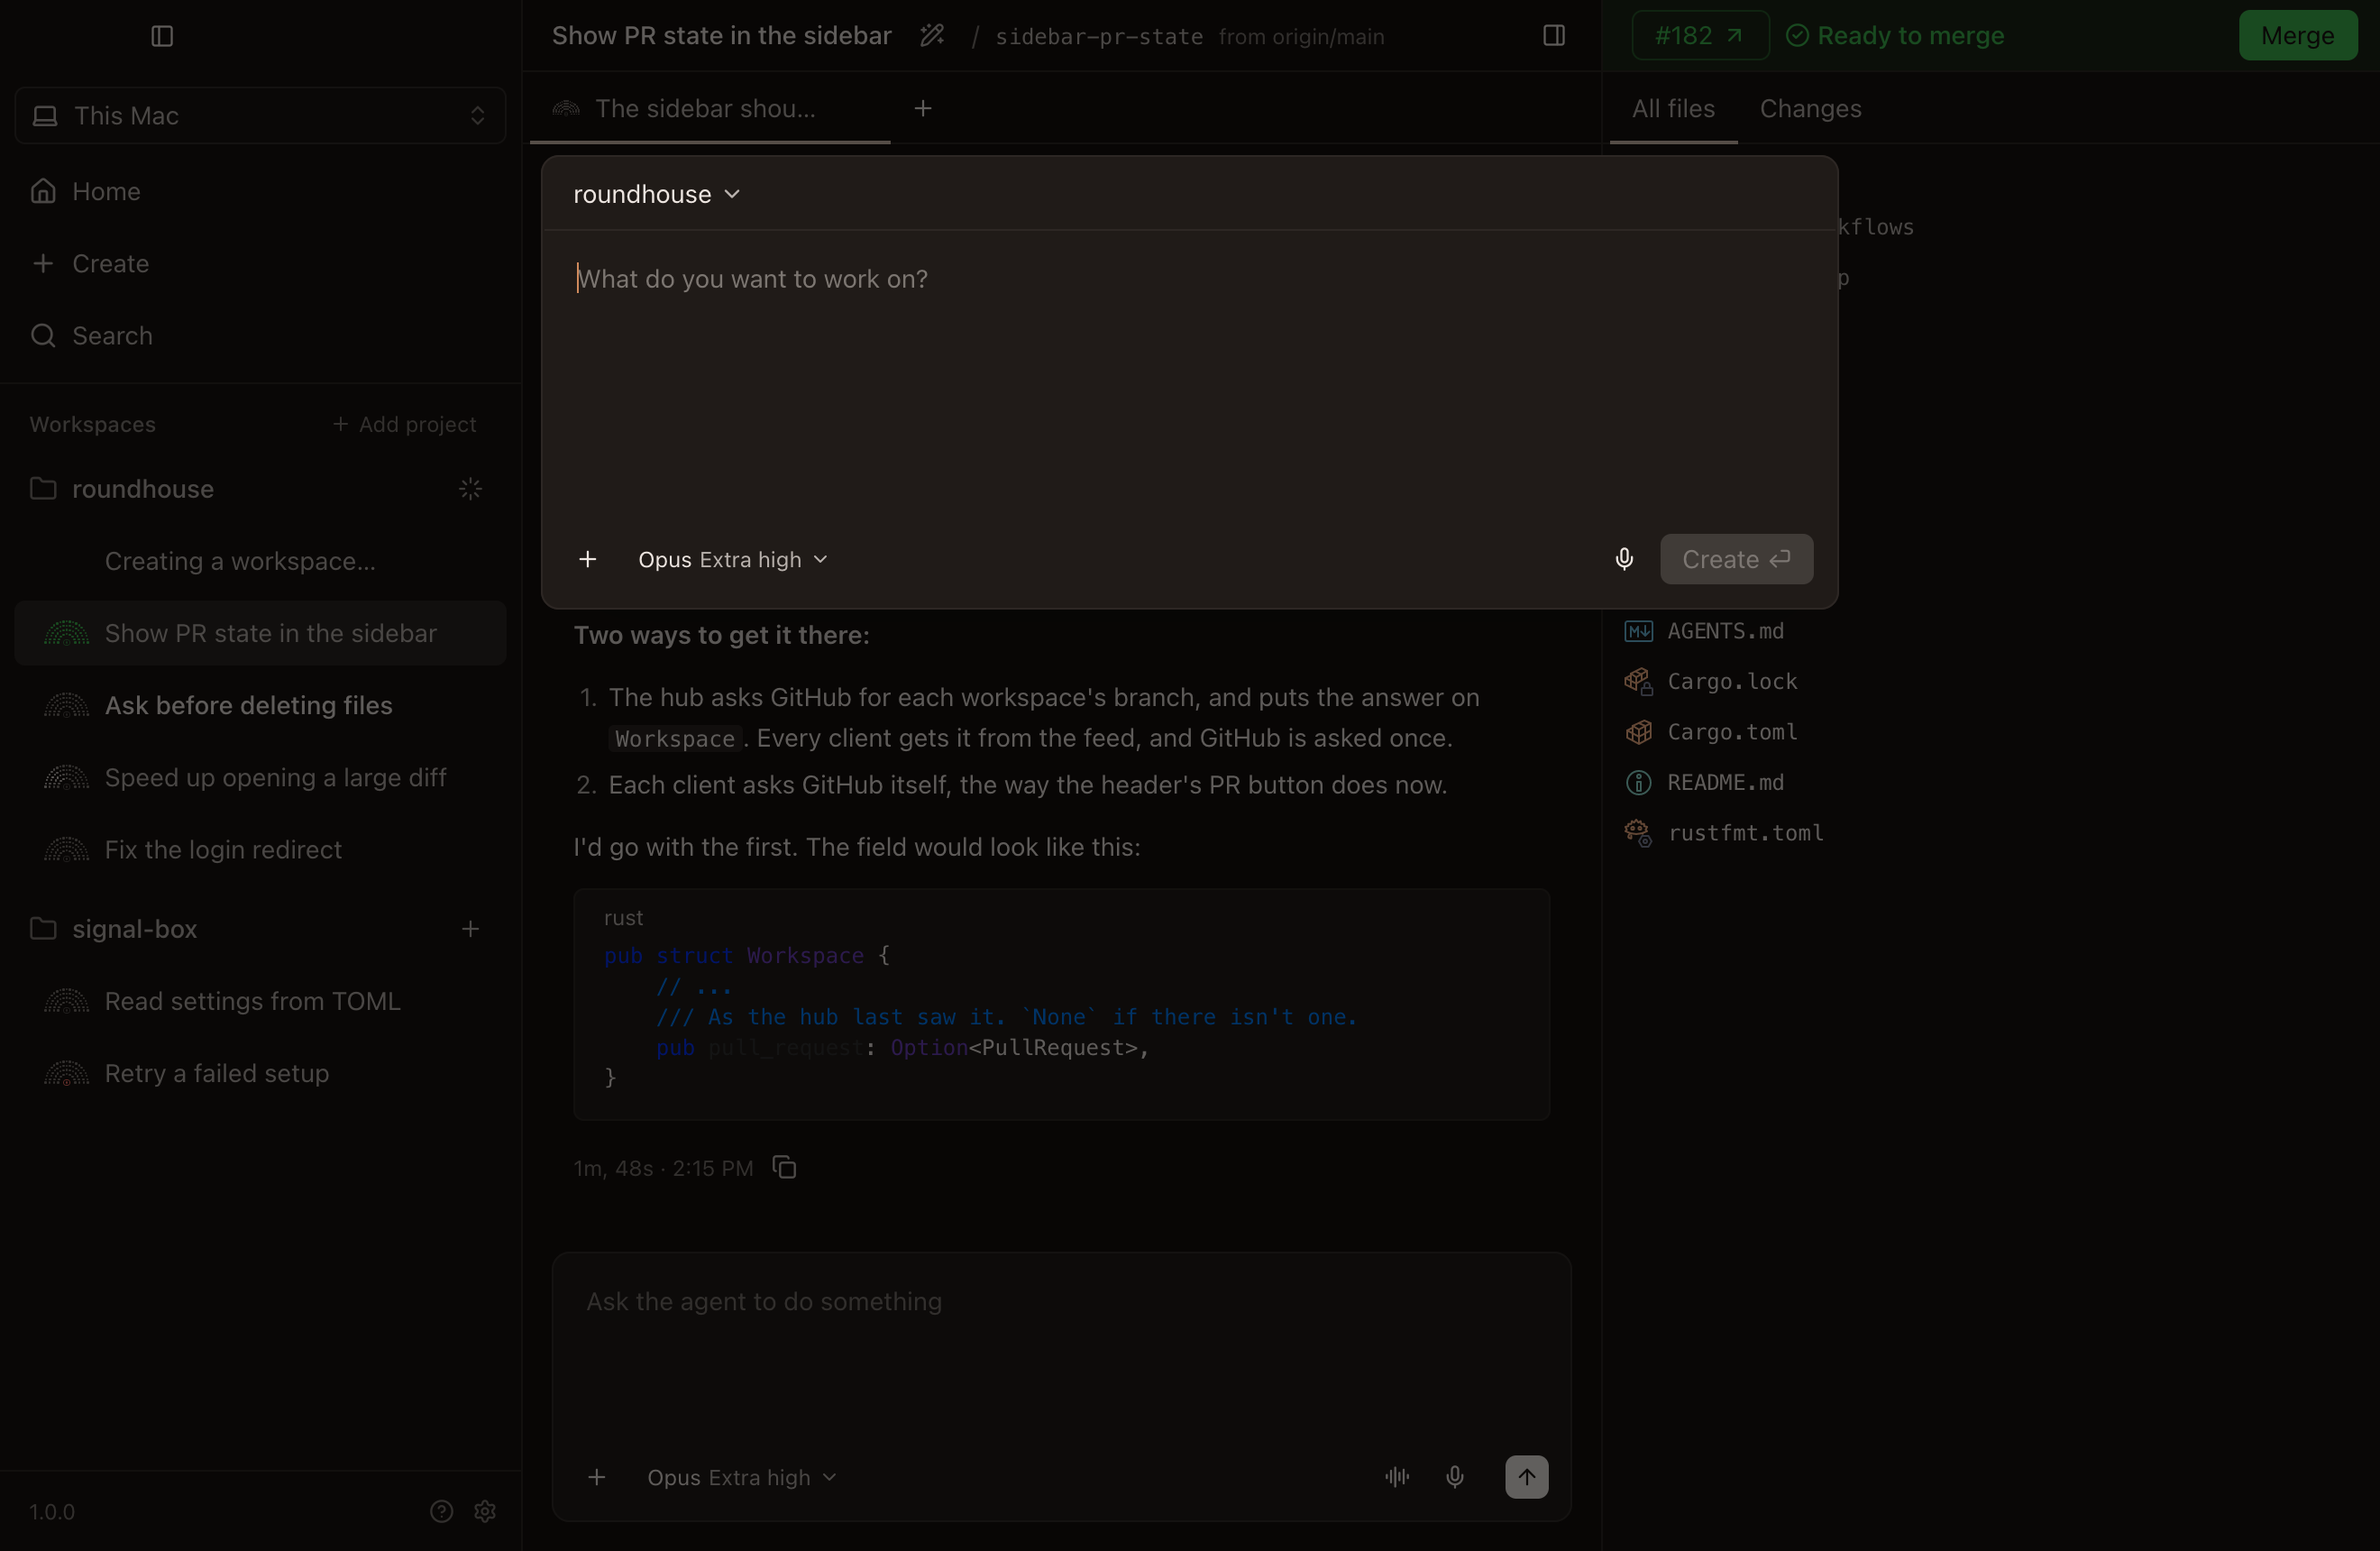 Show PR state in the sidebar / sidebar-pr-state from origin/main
#182 Ready to merge
Merge
This Mac
The sidebar shou...
All files
Changes
Home
Create
Search
roundhouse
What do you want to work on?
Opus Extra high
Create
kflows
p
Workspaces
Add project
roundhouse
Creating a workspace...
Show PR state in the sidebar
Ask before deleting files
Speed up opening a large diff
Fix the login redirect
signal-box
Read settings from TOML
Retry a failed setup
1.0.0
Two ways to get it there:
1. The hub asks GitHub for each workspace's branch, and puts the answer on
Workspace. Every client gets it from the feed, and GitHub is asked once.
2. Each client asks GitHub itself, the way the header's PR button does now.
I'd go with the first. The field would look like this:
rust
pub struct Workspace {
// ...
/// As the hub last saw it. `None` if there isn't one.
pub pull_request: Option<PullRequest>,
}
1m, 48s · 2:15 PM
Ask the agent to do something
Opus Extra high
AGENTS.md
Cargo.lock
Cargo.toml
README.md
rustfmt.toml